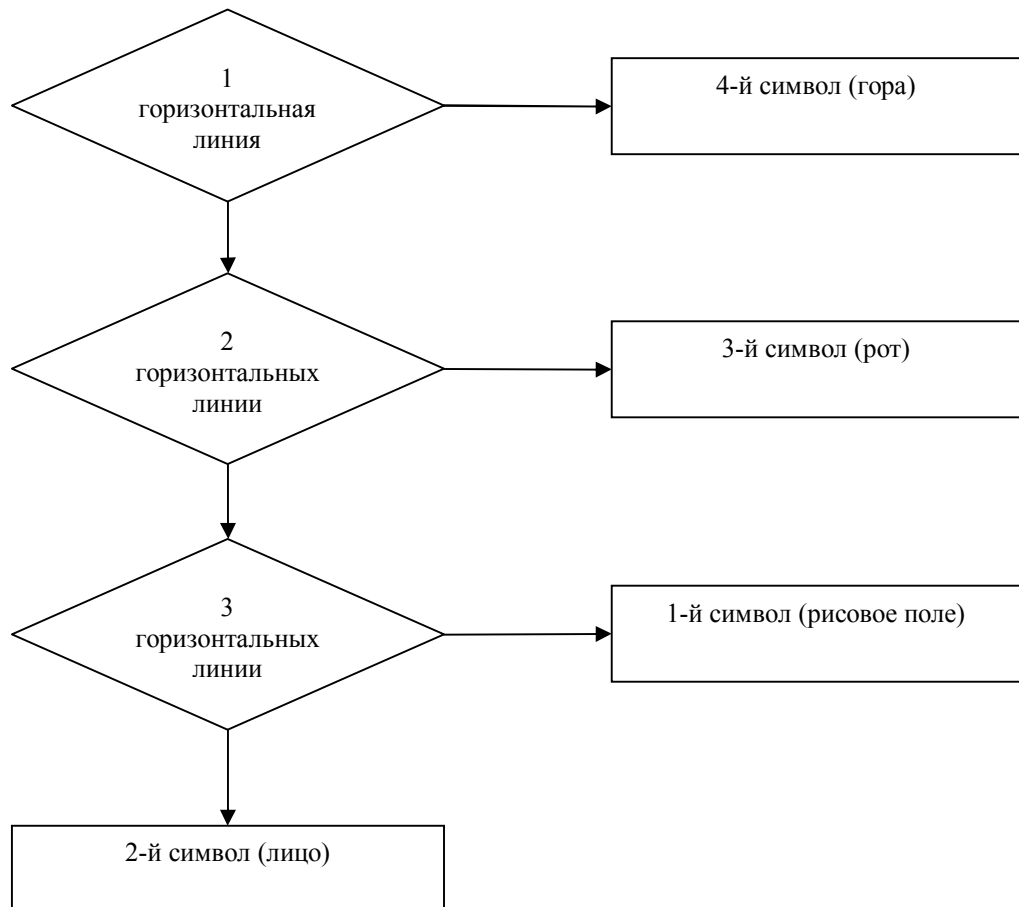 1
горизонтальная
линия
4-й символ (гора)
2
горизонтальных
линии
3-й символ (рот)
3
горизонтальных
линии
1-й символ (рисовое поле)
2-й символ (лицо)